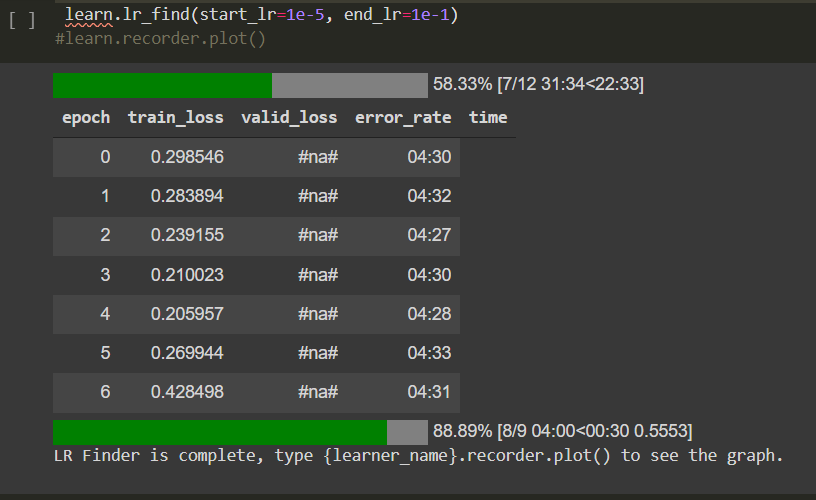 [ ] learn.lr_find(start_lr=1e-5, end_lr=1e-1)
#learn.recorder.plot()
58.33% [7/12 31:34<22:33]
epoch train_loss valid_loss error_rate time
0 0.298546 #na# 04:30
1 0.283894 #na# 04:32
2 0.239155 #na# 04:27
3 0.210023 #na# 04:30
4 0.205957 #na# 04:28
5 0.269944 #na# 04:33
6 0.428498 #na# 04:31
88.89% [8/9 04:00<00:30 0.5553]
LR Finder is complete, type {learner_name}.recorder.plot() to see the graph.